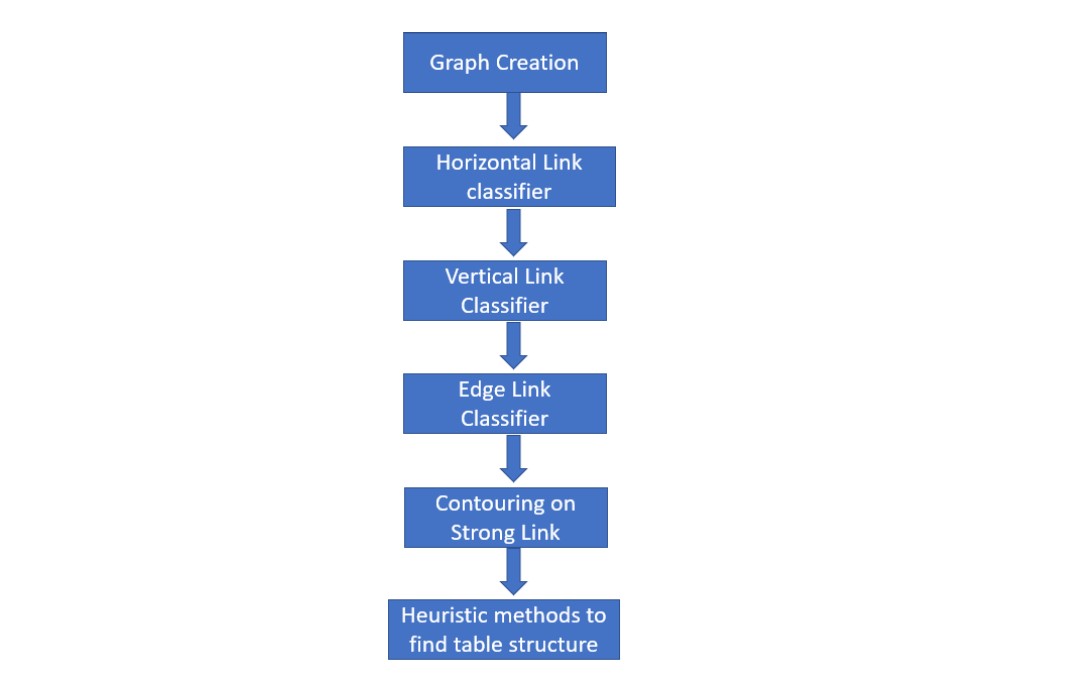 Graph Creation
Horizontal Link
classifier
Vertical Link
Classifier
Edge Link
Classifier
Contouring on
Strong Link
Heuristic methods to
find table structure